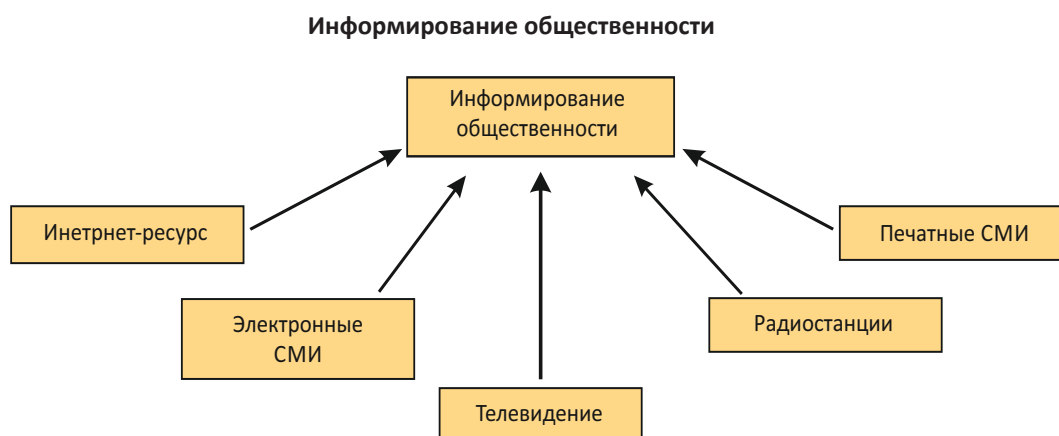 Информирование общественности
Информирование
общественности
Инетрнет-ресурс
Печатные СМИ
Электронные
СМИ
Радиостанции
Телевидение